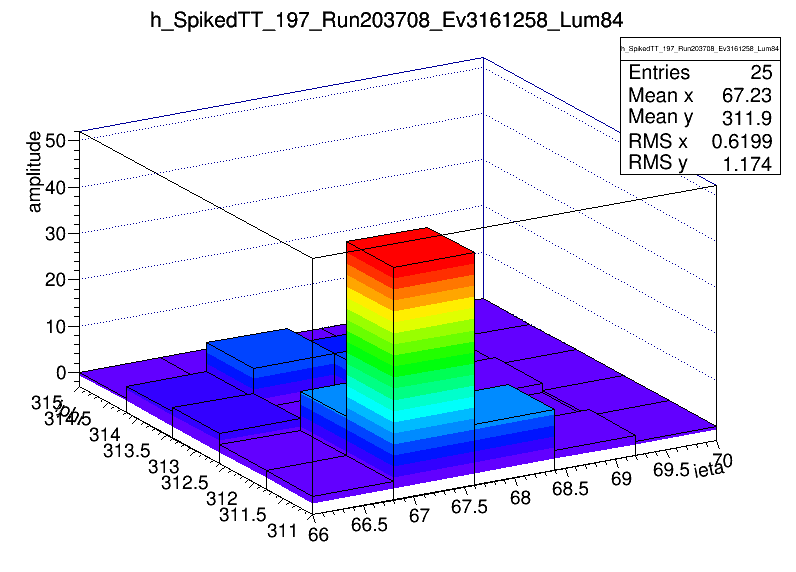 h_SpikedTT_197_Run203708_Ev3161258_Lum84
h_SpikedTT_197_Run203708_Ev3161258_Lum84
Entries 25
Mean x 67.23
Mean y 311.9
RMS x 0.6199
RMS y 1.174
amplitude
50
40
30
20
10
0
315
314.5
314
313.5
313
312.5
312
311.5
311
66
66.5
67
67.5
68
68.5
69
69.5
70
ieta